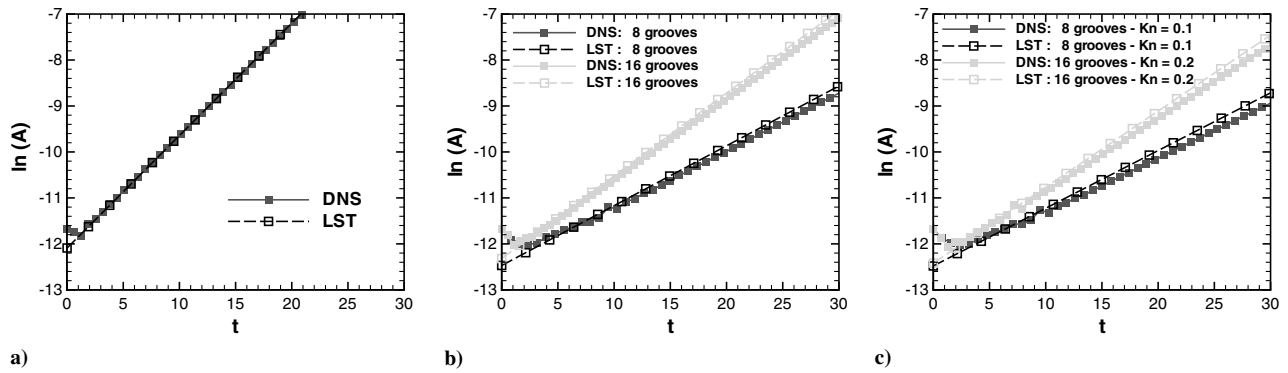 -7
-8
-9
-10
-11
-12
-13
ln (A)
DNS
LST
0 5 10 15 20 25 30
t
a)
-7
-8
-9
-10
-11
-12
-13
ln (A)
DNS: 8 grooves
LST : 8 grooves
DNS: 16 grooves
LST : 16 grooves
0 5 10 15 20 25 30
t
b)
-7
-8
-9
-10
-11
-12
-13
ln (A)
DNS: 8 grooves - Kn = 0.1
LST : 8 grooves - Kn = 0.1
DNS: 16 grooves - Kn = 0.2
LST : 16 grooves - Kn = 0.2
0 5 10 15 20 25 30
t
c)